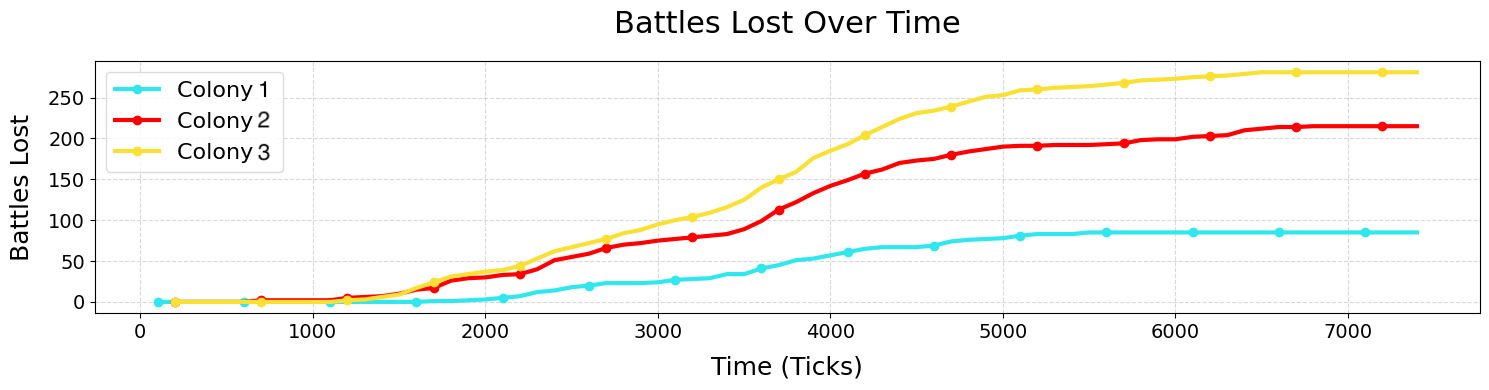 Battles Lost Over Time
Colony 1
Colony 2
Colony 3
250
200
150
100
50
0
Battles Lost
0 1000 2000 3000 4000 5000 6000 7000
Time (Ticks)